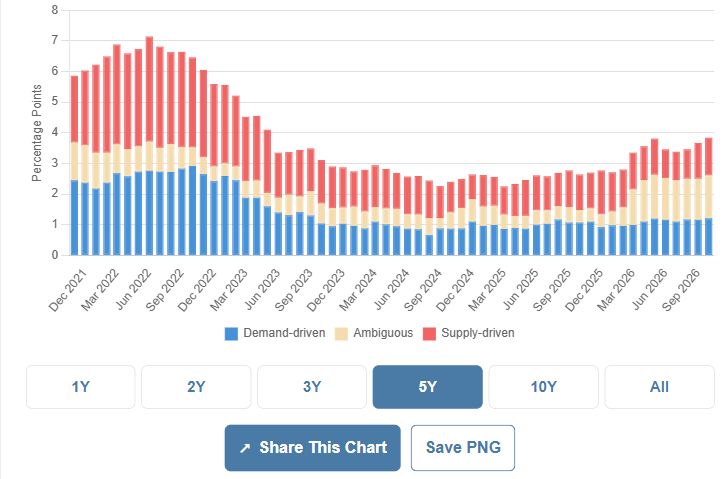 8
7
6
5
4
3
2
1
0
Percentage Points
Dec 2021
Mar 2022
Jun 2022
Sep 2022
Dec 2022
Mar 2023
Jun 2023
Sep 2023
Dec 2023
Mar 2024
Jun 2024
Sep 2024
Dec 2024
Mar 2025
Jun 2025
Sep 2025
Dec 2025
Mar 2026
Jun 2026
Sep 2026
Demand-driven Ambiguous Supply-driven
1Y 2Y 3Y 5Y 10Y All
↗ Share This Chart Save PNG